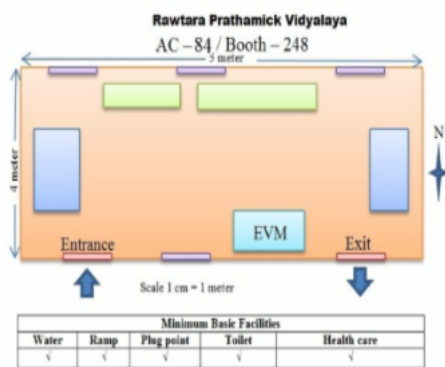 Rawtara Prathamick Vidyalaya
AC – 84 / Booth – 248
5 meter
4 meter
N
EVM
Entrance
Exit
Scale 1 cm = 1 meter
Minimum Basic Facilities
Water Ramp Plug point Toilet Health care
√ √ √ √ √